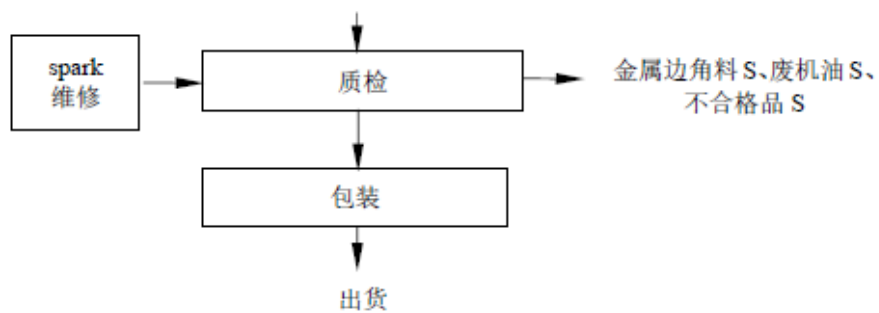 spark
维修
质检
金属边角料 S、废机油 S、
不合格品 S
包装
出货